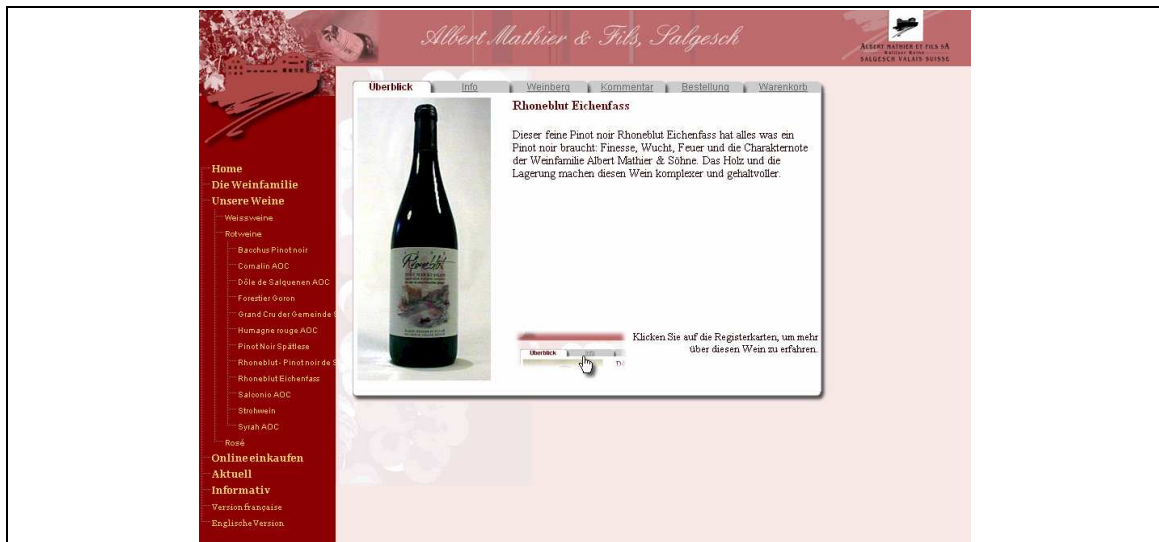 Albert Mathier & Fils, Salgesch
ALBERT MATHIER ET FILS SA
Walliser Weine
SALGESCH VALAIS SUISSE
Überblick Info Weinberg Kommentar Bestellung Warenkorb
Rhoneblut Eichenfass
Dieser feine Pinot noir Rhoneblut Eichenfass hat alles was ein
Pinot noir braucht: Finesse, Wucht, Feuer und die Charakternote
der Weinfamilie Albert Mathier & Söhne. Das Holz und die
Lagerung machen diesen Wein komplexer und gehaltvoller.
Rhoneblut
Klicken Sie auf die Registerkarten, um mehr
über diesen Wein zu erfahren.
Überblick Info
Home
Die Weinfamilie
Unsere Weine
Weissweine
Rotweine
Bacchus Pinot noir
Cornalin AOC
Dôle de Salquenen AOC
Forestier Goron
Grand Cru der Gemeinde S
Humagne rouge AOC
Pinot Noir Spätlese
Rhoneblut - Pinot noir de S
Rhoneblut Eichenfass
Salconio AOC
Strohwein
Syrah AOC
Rosé
Online einkaufen
Aktuell
Informativ
Version française
Englische Version